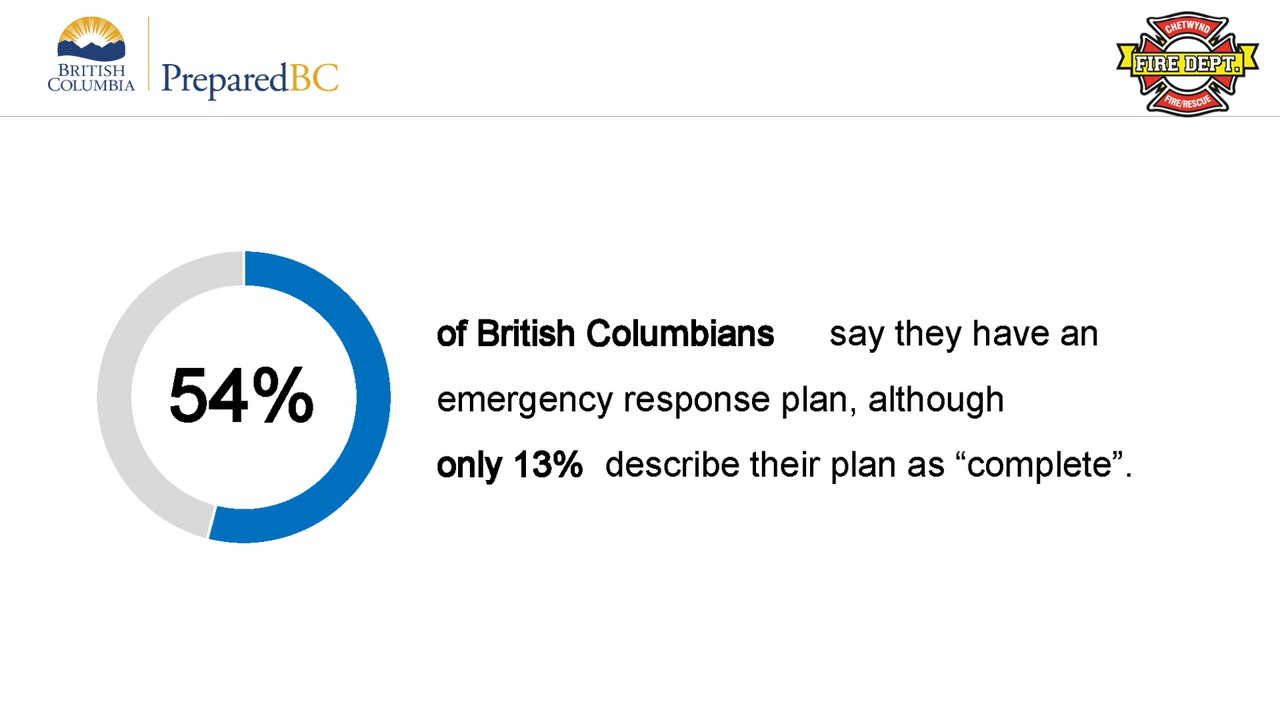 BRITISH
COLUMBIA
PreparedBC
CHETWYND
FIRE DEPT.
FIRE/RESCUE
54%
of British Columbians say they have an
emergency response plan, although
only 13% describe their plan as “complete”.